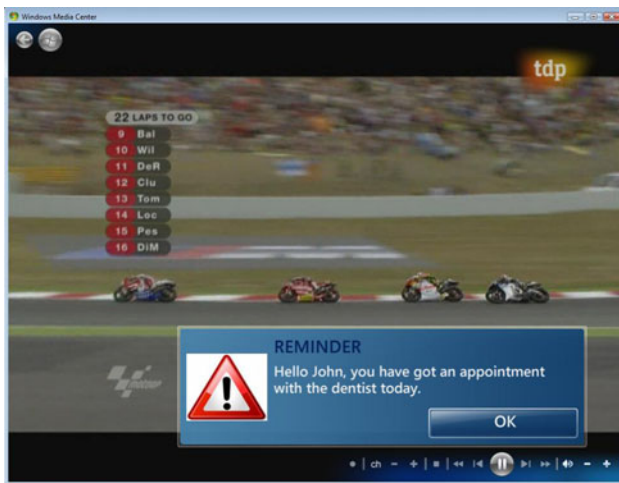 Windows Media Center
tdp
22 LAPS TO GO
9 Bal
10 Wil
11 DeR
12 Clu
13 Tom
14 Loc
15 Pes
16 DiM
REMINDER
Hello John, you have got an appointment
with the dentist today.
OK
ch